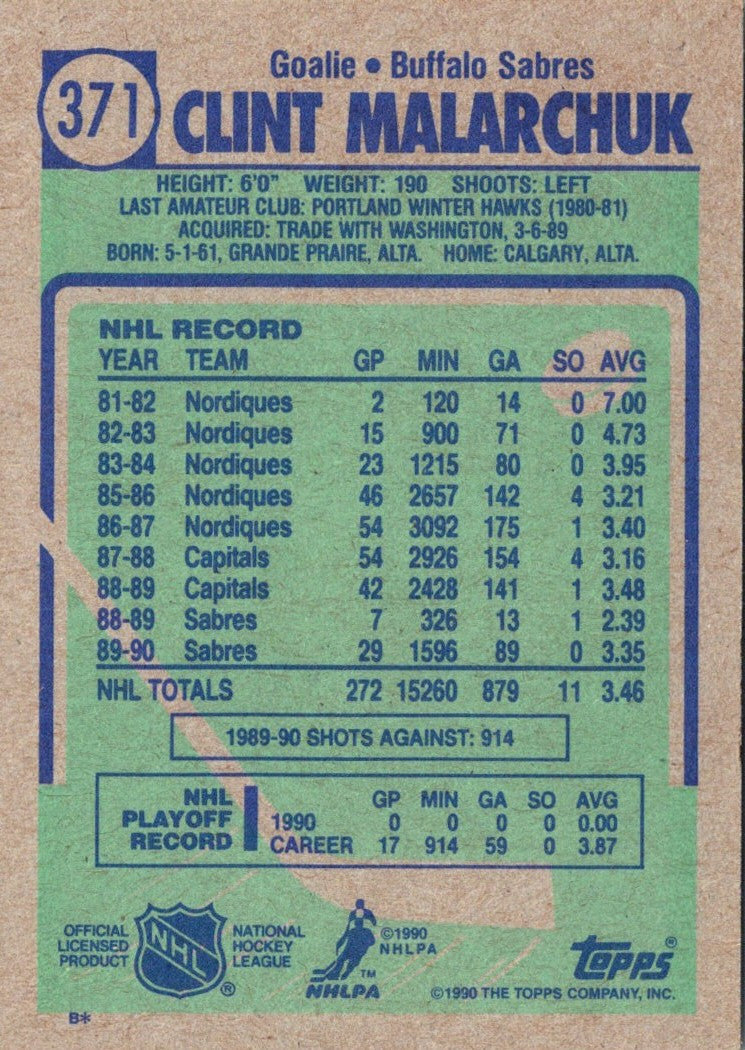 371
Goalie • Buffalo Sabres
CLINT MALARCHUK
HEIGHT: 6'0" WEIGHT: 190 SHOOTS: LEFT
LAST AMATEUR CLUB: PORTLAND WINTER HAWKS (1980-81)
ACQUIRED: TRADE WITH WASHINGTON, 3-6-89
BORN: 5-1-61, GRANDE PRAIRE, ALTA. HOME: CALGARY, ALTA.
NHL RECORD
YEAR TEAM GP MIN GA SO AVG
81-82 Nordiques 2 120 14 0 7.00
82-83 Nordiques 15 900 71 0 4.73
83-84 Nordiques 23 1215 80 0 3.95
85-86 Nordiques 46 2657 142 4 3.21
86-87 Nordiques 54 3092 175 1 3.40
87-88 Capitals 54 2926 154 4 3.16
88-89 Capitals 42 2428 141 1 3.48
88-89 Sabres 7 326 13 1 2.39
89-90 Sabres 29 1596 89 0 3.35
NHL TOTALS 272 15260 879 11 3.46
1989-90 SHOTS AGAINST: 914
NHL PLAYOFF RECORD
GP MIN GA SO AVG
1990 0 0 0 0 0.00
CAREER 17 914 59 0 3.87
OFFICIAL LICENSED PRODUCT
NHL ®
NATIONAL HOCKEY LEAGUE
TM
NHLPA
©1990 NHLPA
Topps®
©1990 THE TOPPS COMPANY, INC.
B*